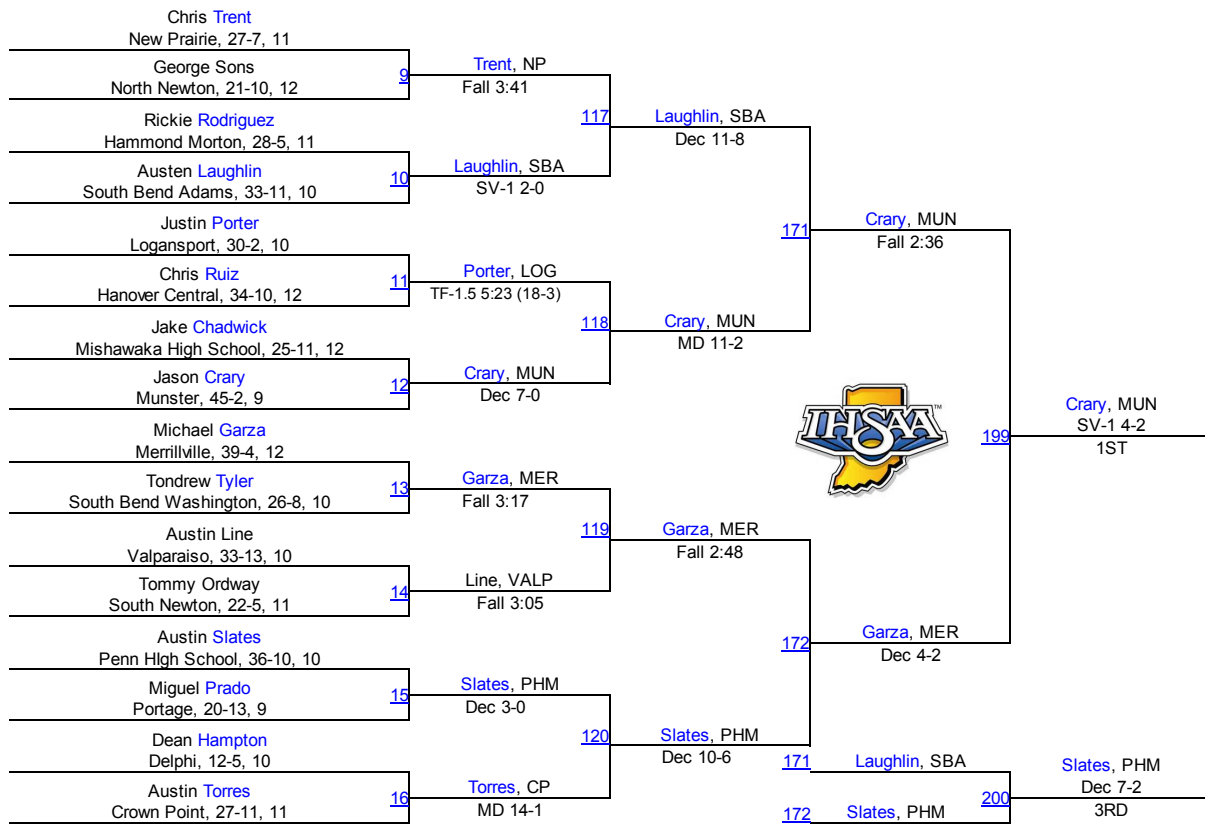 Chris Trent
New Prairie, 27-7, 11
George Sons
North Newton, 21-10, 12
9
Trent, NP
Fall 3:41
Rickie Rodriguez
Hammond Morton, 28-5, 11
Austen Laughlin
South Bend Adams, 33-11, 10
10
Laughlin, SBA
SV-1 2-0
117
Laughlin, SBA
Dec 11-8
Justin Porter
Logansport, 30-2, 10
Chris Ruiz
Hanover Central, 34-10, 12
11
Porter, LOG
TF-1.5 5:23 (18-3)
Jake Chadwick
Mishawaka High School, 25-11, 12
Jason Crary
Munster, 45-2, 9
12
Crary, MUN
Dec 7-0
118
Crary, MUN
MD 11-2
171
Crary, MUN
Fall 2:36
Michael Garza
Merrillville, 39-4, 12
Tondrew Tyler
South Bend Washington, 26-8, 10
13
Garza, MER
Fall 3:17
Austin Line
Valparaiso, 33-13, 10
Tommy Ordway
South Newton, 22-5, 11
14
Line, VALP
Fall 3:05
119
Garza, MER
Fall 2:48
Austin Slates
Penn HIgh School, 36-10, 10
Miguel Prado
Portage, 20-13, 9
15
Slates, PHM
Dec 3-0
Dean Hampton
Delphi, 12-5, 10
Austin Torres
Crown Point, 27-11, 11
16
Torres, CP
MD 14-1
120
Slates, PHM
Dec 10-6
172
Garza, MER
Dec 4-2
IHSAA™
199
Crary, MUN
SV-1 4-2
1ST
171
Laughlin, SBA
172
Slates, PHM
200
Slates, PHM
Dec 7-2
3RD